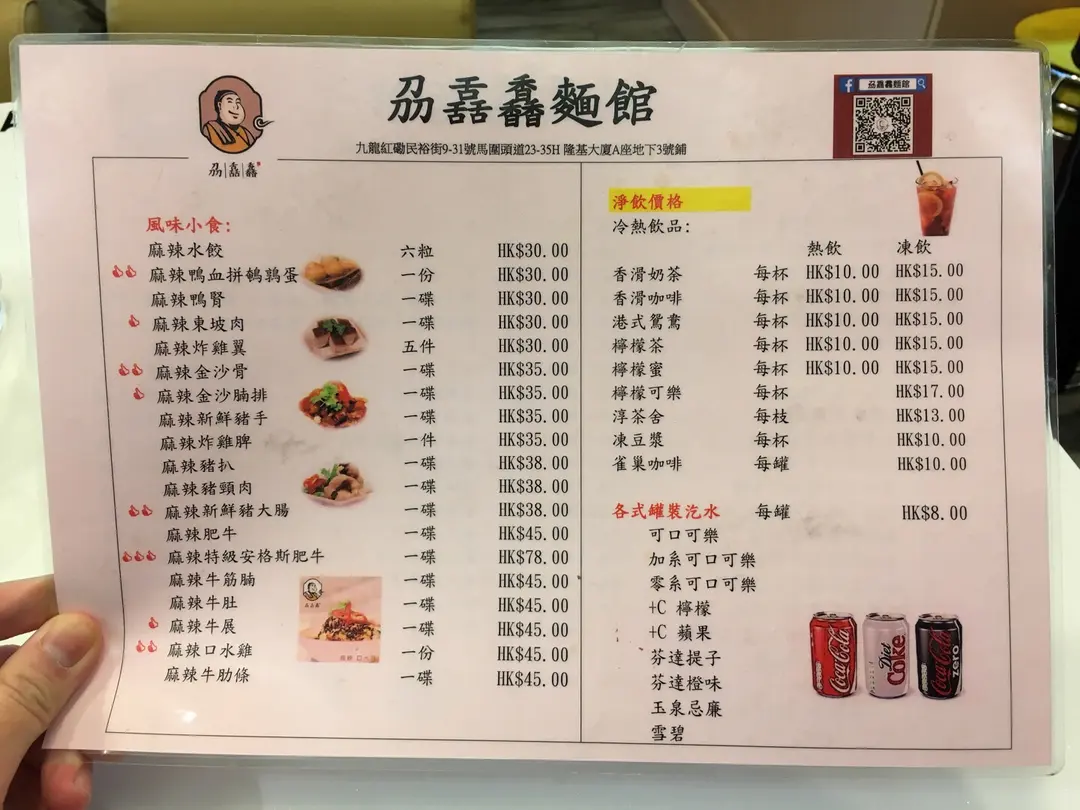 刕囍馫麵館
九龍紅磡民裕街9-31號馬圍頭道23-35H 隆基大廈A座地下3號鋪
風味小食:
麻辣水餃 六粒 HK$30.00
麻辣鴨血拼鵪鶉蛋 一份 HK$30.00
麻辣鴨腎 一碟 HK$30.00
麻辣東坡肉 一碟 HK$30.00
麻辣炸雞翼 五件 HK$30.00
麻辣金沙骨 一碟 HK$35.00
麻辣金沙腩排 一碟 HK$35.00
麻辣新鮮豬手 一碟 HK$35.00
麻辣炸雞脾 一件 HK$35.00
麻辣豬扒 一碟 HK$38.00
麻辣豬頸肉 一碟 HK$38.00
麻辣新鮮豬大腸 一碟 HK$38.00
麻辣肥牛 一碟 HK$45.00
麻辣特級安格斯肥牛 一碟 HK$78.00
麻辣牛筋腩 一碟 HK$45.00
麻辣牛肚 一碟 HK$45.00
麻辣牛展 一碟 HK$45.00
麻辣口水雞 一份 HK$45.00
麻辣牛肋條 一碟 HK$45.00
淨飲價格
冷熱飲品:
熱飲 凍飲
香滑奶茶 每杯 HK$10.00 HK$15.00
香滑咖啡 每杯 HK$10.00 HK$15.00
港式鴛鴦 每杯 HK$10.00 HK$15.00
檸檬茶 每杯 HK$10.00 HK$15.00
檸檬蜜 每杯 HK$10.00 HK$15.00
檸檬可樂 每杯 HK$17.00
淳茶舍 每枝 HK$13.00
凍豆漿 每杯 HK$10.00
雀巢咖啡 每罐 HK$10.00
各式罐裝汽水 每罐 HK$8.00
可口可樂
加系可口可樂
零系可口可樂
+C 檸檬
+C 蘋果
芬達提子
芬達橙味
玉泉忌廉
雪碧
Coca-Cola
Diet Coke
Coca-Cola zero